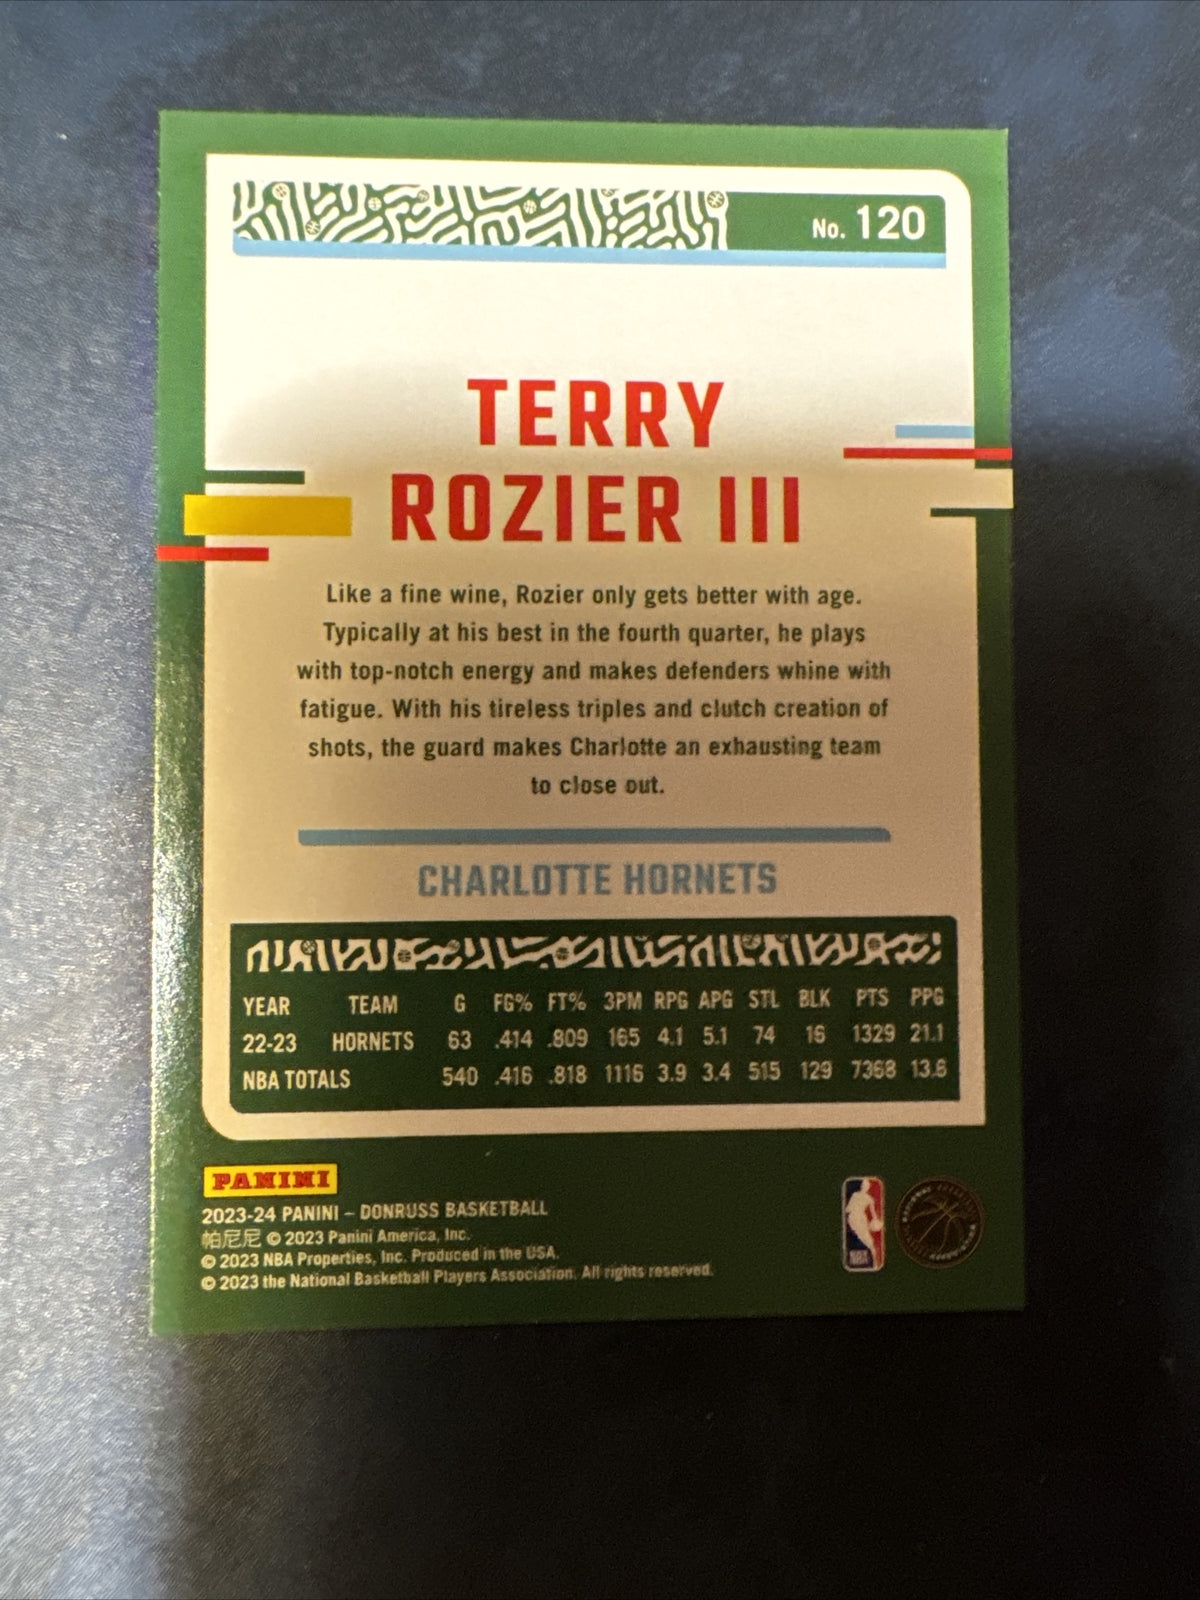 No. 120
TERRY
ROZIER III
Like a fine wine, Rozier only gets better with age.
Typically at his best in the fourth quarter, he plays
with top-notch energy and makes defenders whine with
fatigue. With his tireless triples and clutch creation of
shots, the guard makes Charlotte an exhausting team
to close out.
CHARLOTTE HORNETS
YEAR TEAM G FG% FT% 3PM RPG APG STL BLK PTS PPG
22-23 HORNETS 63 .414 .809 165 4.1 5.1 74 16 1329 21.1
NBA TOTALS 540 .416 .818 1116 3.9 3.4 515 129 7368 13.6
PANINI
2023-24 PANINI – DONRUSS BASKETBALL
帕尼尼 © 2023 Panini America, Inc.
© 2023 NBA Properties, Inc. Produced in the USA.
© 2023 the National Basketball Players Association. All rights reserved.
NBA